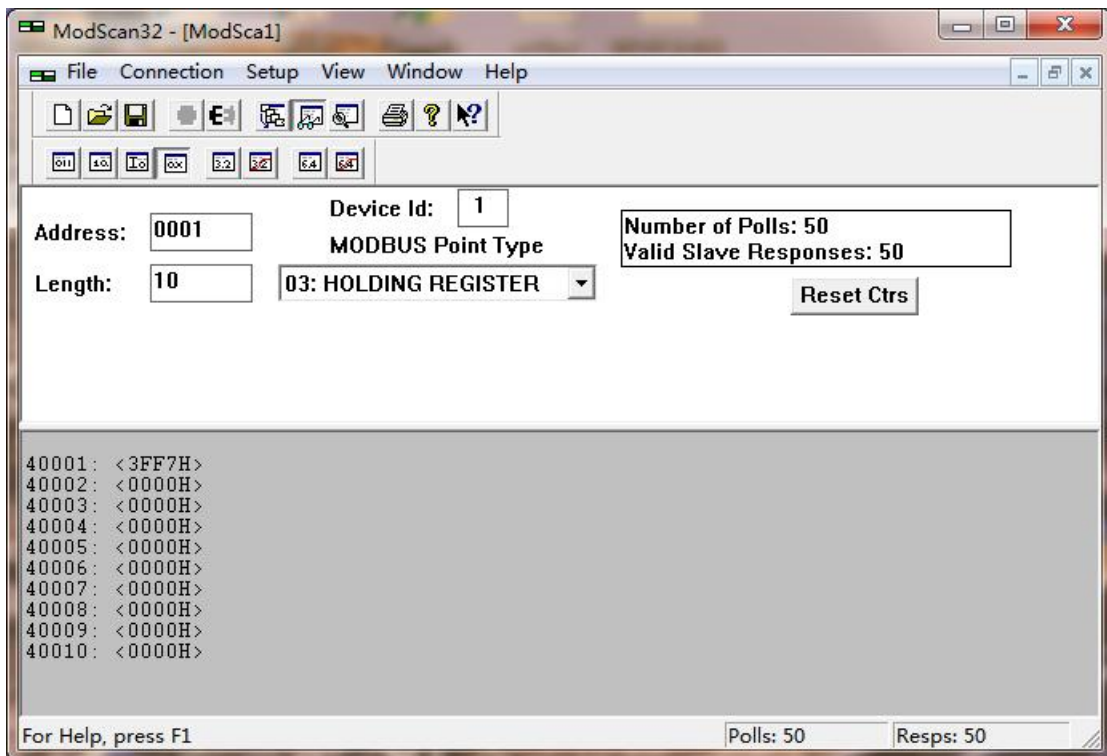 ModScan32 - [ModSca1]
File Connection Setup View Window Help
Address: 0001
Device Id: 1
MODBUS Point Type
Length: 10
03: HOLDING REGISTER
Number of Polls: 50
Valid Slave Responses: 50
Reset Ctrs
40001: <3FF7H>
40002: <0000H>
40003: <0000H>
40004: <0000H>
40005: <0000H>
40006: <0000H>
40007: <0000H>
40008: <0000H>
40009: <0000H>
40010: <0000H>
For Help, press F1
Polls: 50
Resps: 50